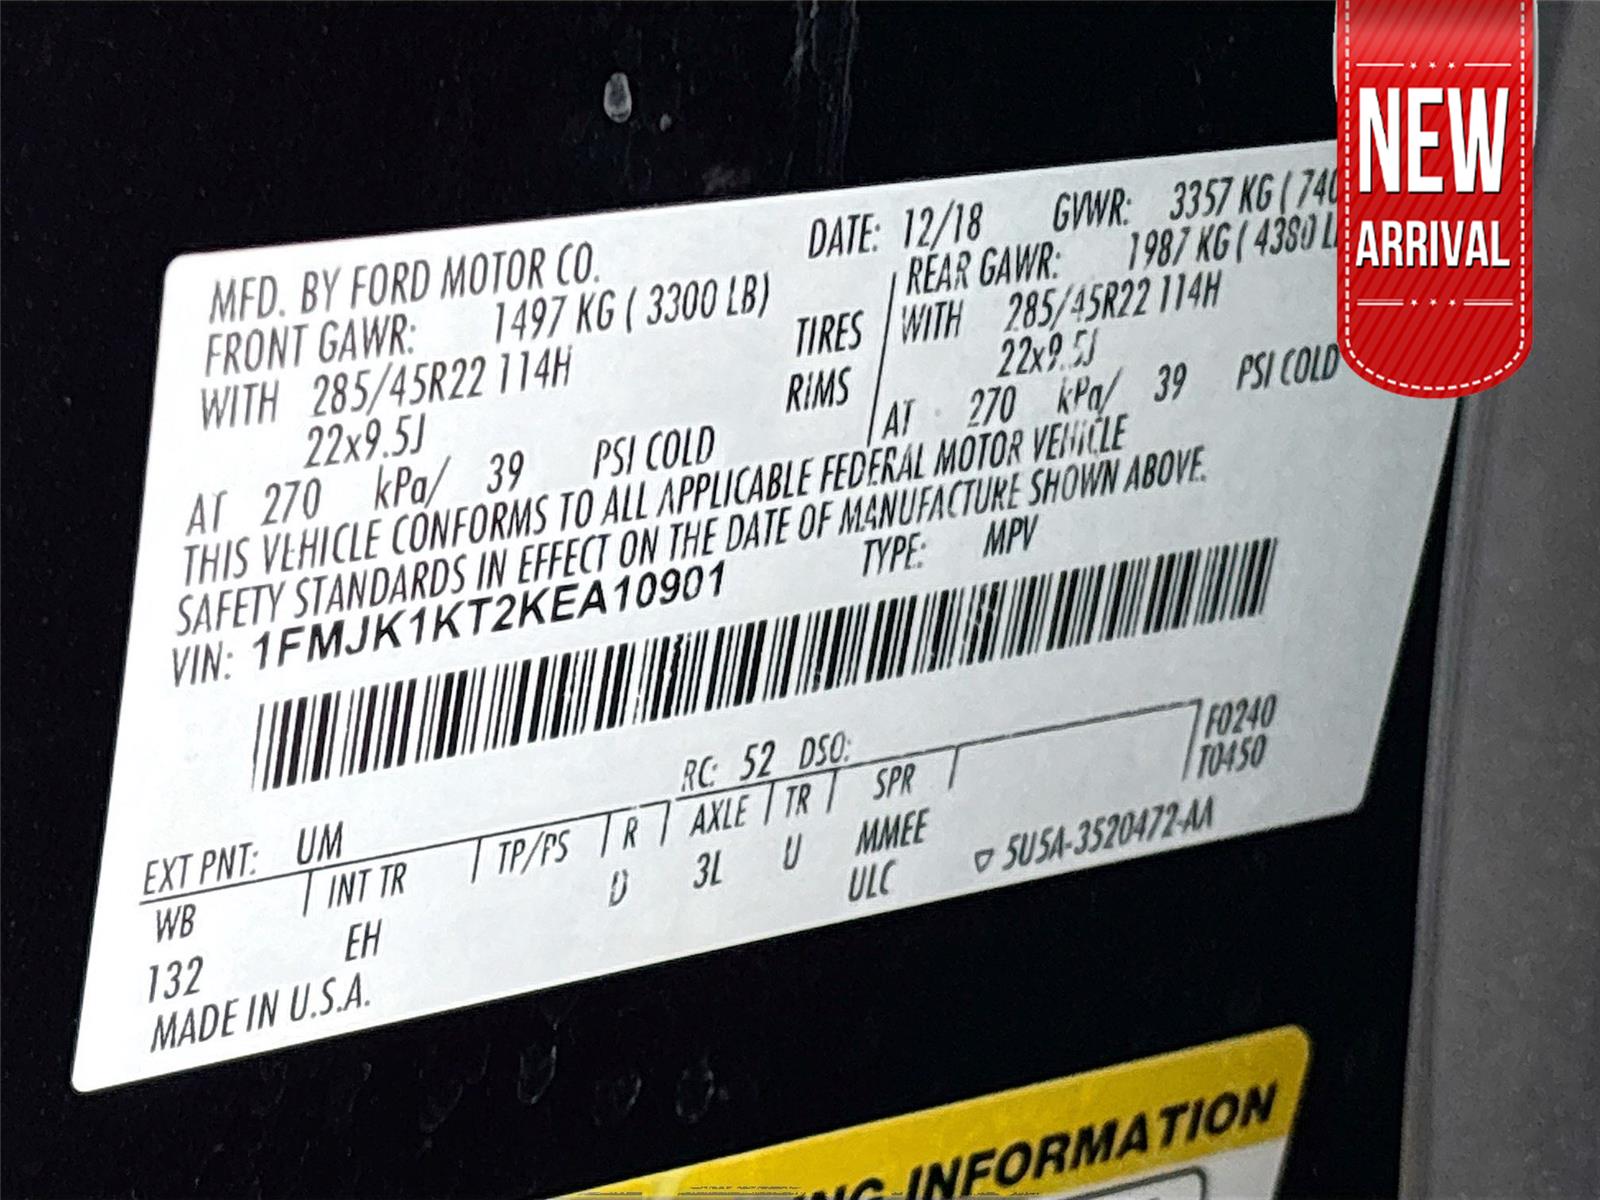 NEW
ARRIVAL
MFD. BY FORD MOTOR CO. DATE: 12/18 GVWR: 3357 KG ( 740
FRONT GAWR: 1497 KG ( 3300 LB) REAR GAWR: 1987 KG ( 4380 L
WITH 285/45R22 114H TIRES WITH 285/45R22 114H
22x9.5J RIMS 22x9.5J
AT 270 kPa/ 39 PSI COLD AT 270 kPa/ 39 PSI COLD
THIS VEHICLE CONFORMS TO ALL APPLICABLE FEDERAL MOTOR VEHICLE
SAFETY STANDARDS IN EFFECT ON THE DATE OF MANUFACTURE SHOWN ABOVE.
VIN: 1FMJK1KT2KEA10901 TYPE: MPV
F0240
EXT PNT: UM RC: 52 DSO: T0450
WB INT TR TP/PS R AXLE TR SPR
132 EH D 3L U MMEE
ULC
MADE IN U.S.A. 5U5A-3520472-AA
NG INFORMATION